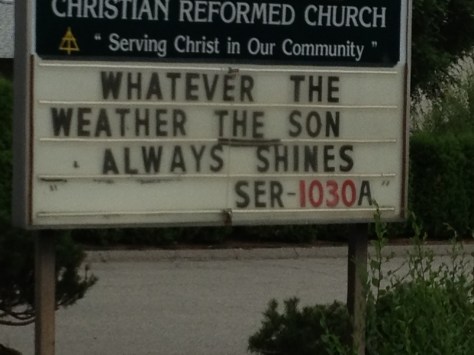 CHRISTIAN REFORMED CHURCH
" Serving Christ in Our Community "
WHATEVER THE
WEATHER THE SON
ALWAYS SHINES
SER-1030A